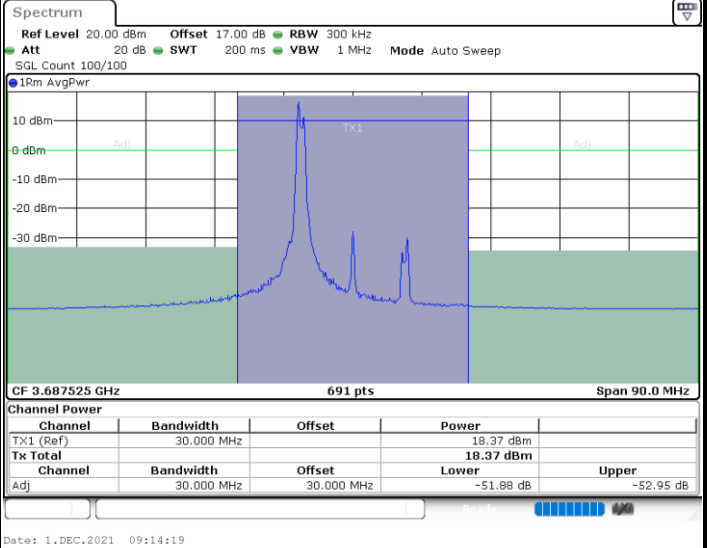 Spectrum
Ref Level 20.00 dBm Offset 17.00 dB RBW 300 kHz
Att 20 dB SWT 200 ms VBW 1 MHz Mode Auto Sweep
SGL Count 100/100
1Rm AvgPwr
10 dBm
TX1
Adj Adj
0 dBm
-10 dBm
-20 dBm
-30 dBm
CF 3.687525 GHz 691 pts Span 90.0 MHz
Channel Power
Channel Bandwidth Offset Power
TX1 (Ref) 30.000 MHz 18.37 dBm
Tx Total 18.37 dBm
Channel Bandwidth Offset Lower Upper
Adj 30.000 MHz 30.000 MHz -51.88 dB -52.95 dB
Ready
Date: 1.DEC.2021 09:14:19